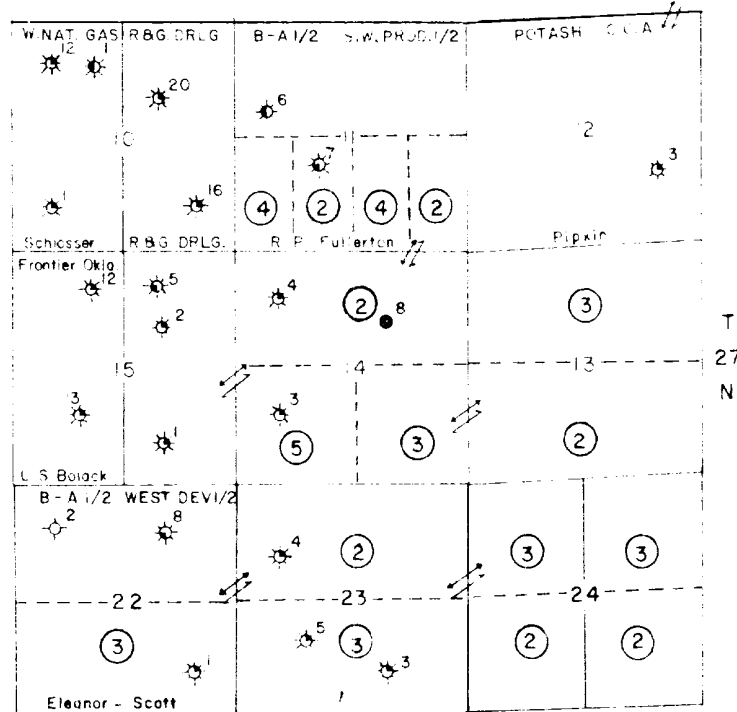 W. NAT. GAS R&G DRLG B-A 1/2 S.W. PROD. 1/2 POTASH
12 1 20 6
10 11 12
7 3
1 16 4 2 4 2
Schlosser R & G DRLG. R. P. Fullerton Pipkin
Frontier Okla.
12 5 4 2 8 3
2
T
15 14 13 27
N
3 3
1 5 3 2
U.S. Bolack
B-A 1/2 WEST DEV 1/2
2 8 4 2 3 3
22 23 24
3 5 3 2 2
1 3
Eleanor - Scott